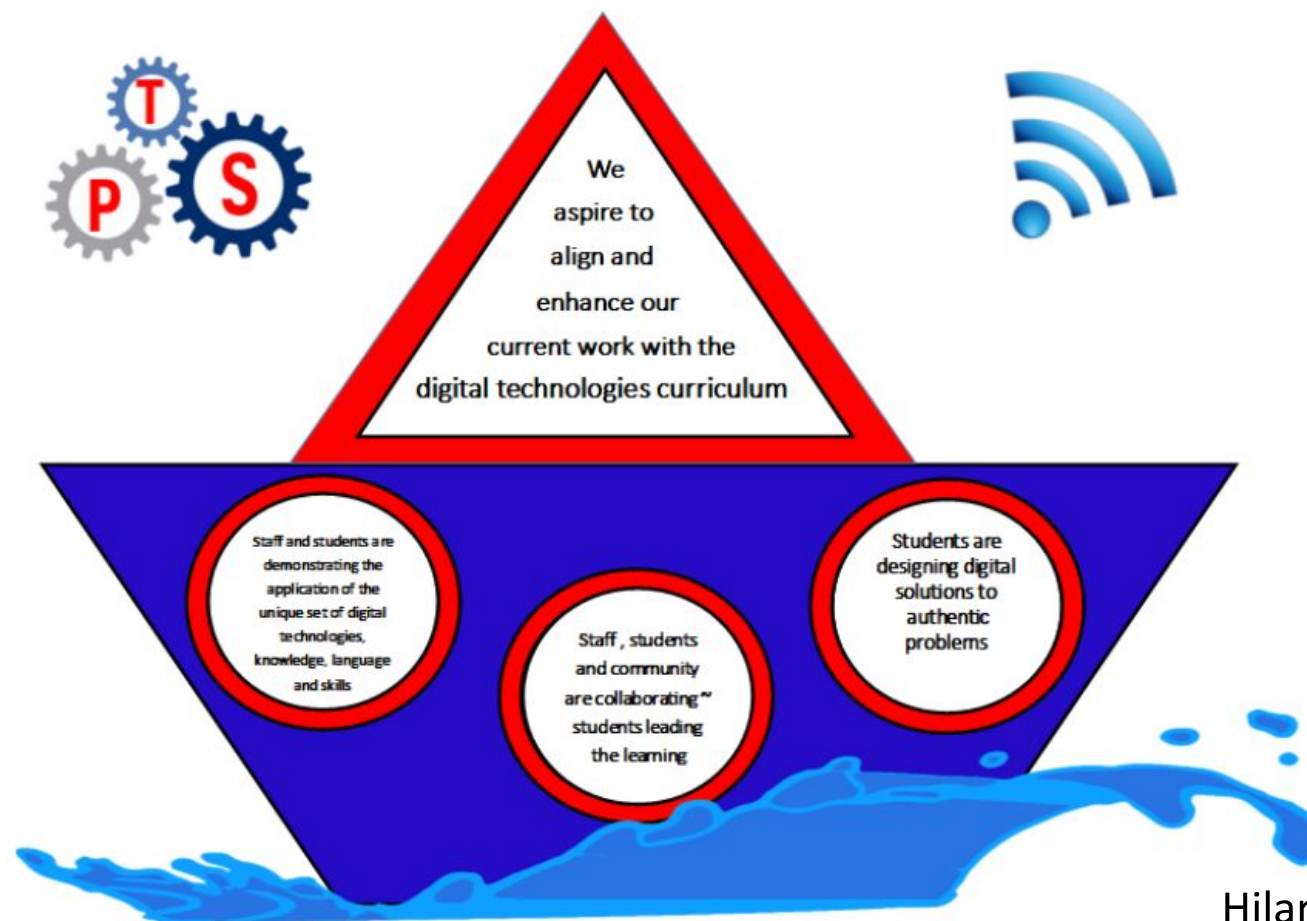 T
P S
We
aspire to
align and
enhance our
current work with the
digital technologies curriculum
Staff and students are
demonstrating the
application of the
unique set of digital
technologies,
knowledge, language
and skills
Staff , students
and community
are collaborating~
students leading
the learning
Students are
designing digital
solutions to
authentic
problems
Hilar